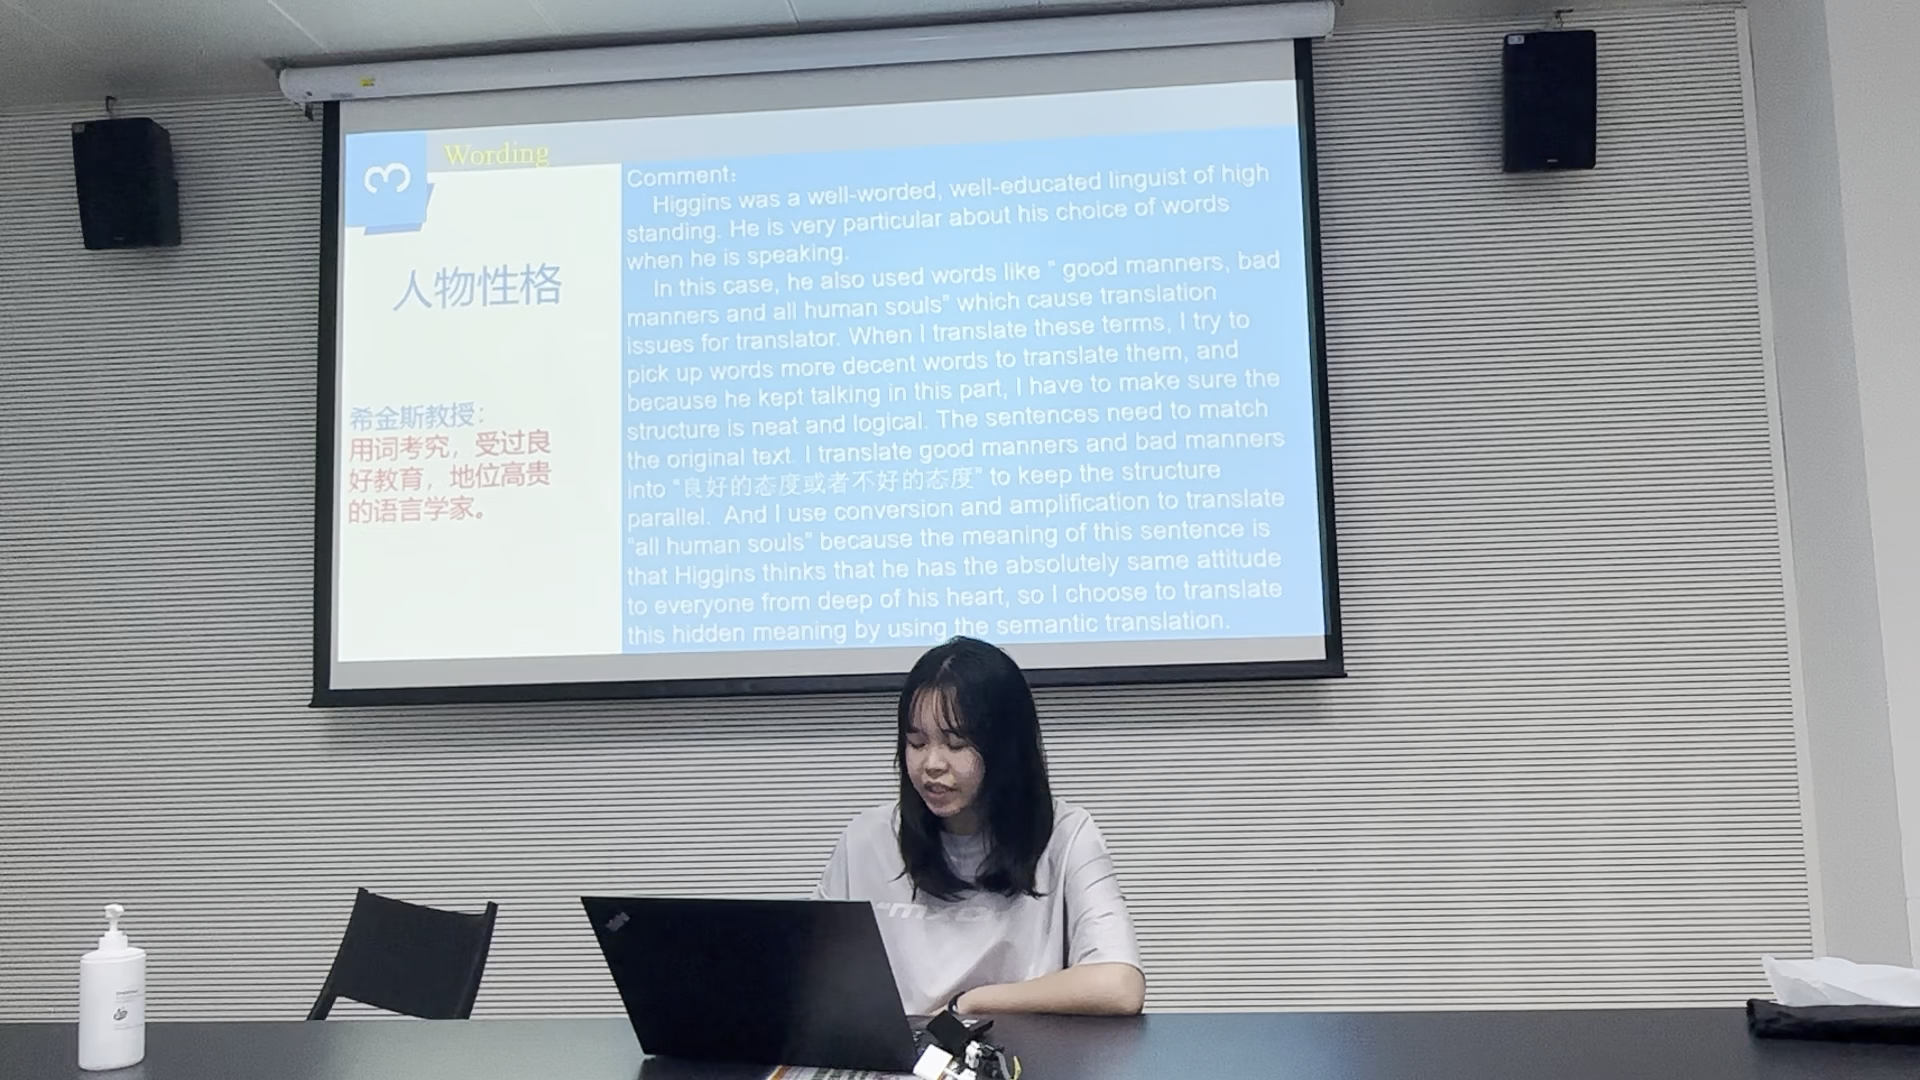 3
Wording
人物性格
希金斯教授：
用词考究，受过良
好教育，地位高贵
的语言学家。
Comment:
Higgins was a well-worded, well-educated linguist of high
standing. He is very particular about his choice of words
when he is speaking.
In this case, he also used words like “ good manners, bad
manners and all human souls” which cause translation
issues for translator. When I translate these terms, I try to
pick up words more decent words to translate them, and
because he kept talking in this part, I have to make sure the
structure is neat and logical. The sentences need to match
the original text. I translate good manners and bad manners
into “良好的态度或者不好的态度” to keep the structure
parallel. And I use conversion and amplification to translate
“all human souls” because the meaning of this sentence is
that Higgins thinks that he has the absolutely same attitude
to everyone from deep of his heart, so I choose to translate
this hidden meaning by using the semantic translation.